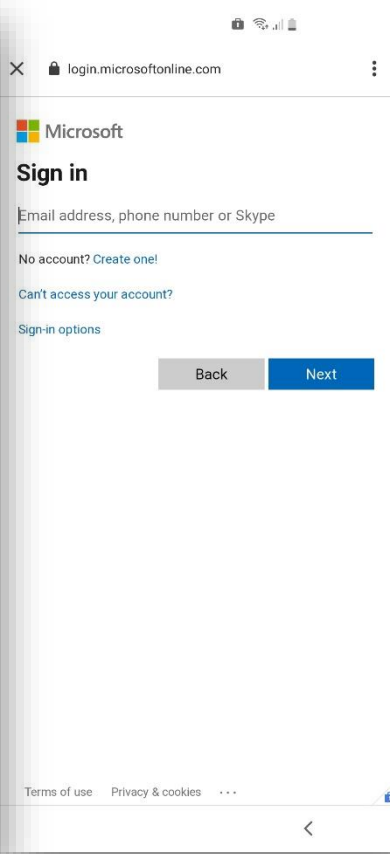 login.microsoftonline.com
Microsoft
Sign in
Email address, phone number or Skype
No account? Create one!
Can't access your account?
Sign-in options
Back Next
Terms of use Privacy & cookies ...